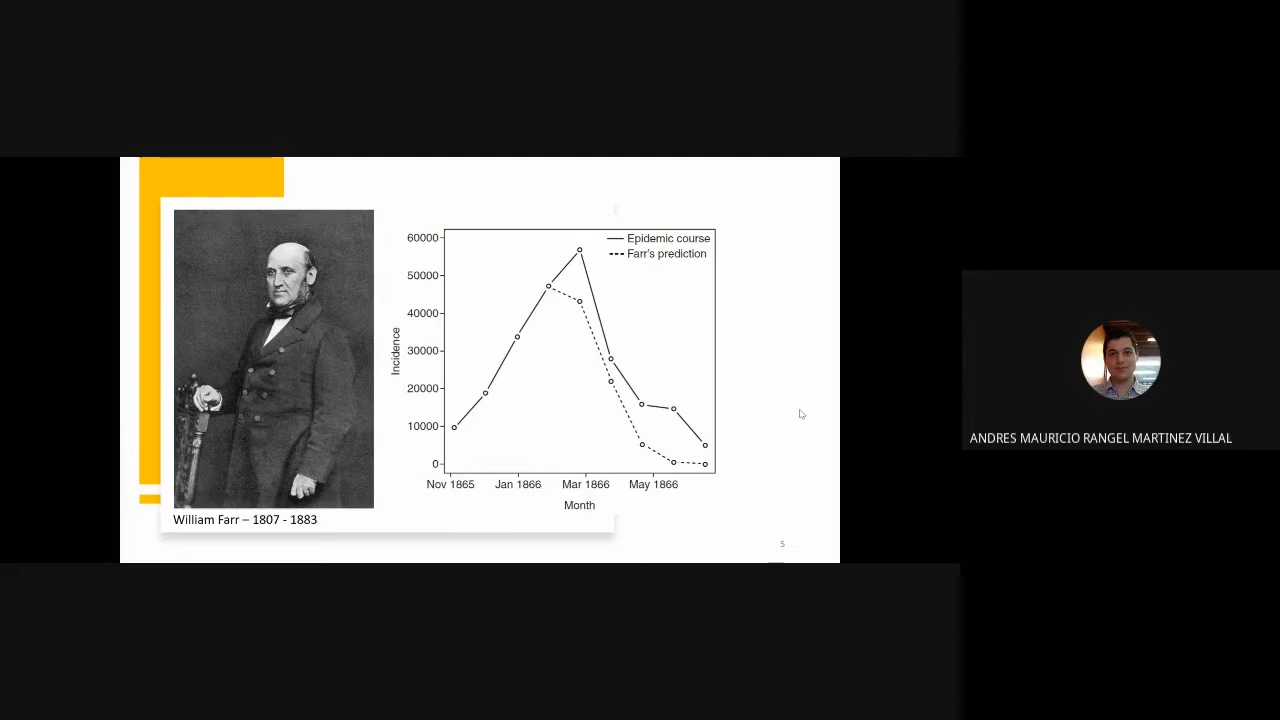 60000
50000
40000
30000
20000
10000
0
Incidence
Epidemic course
Farr's prediction
Nov 1865 Jan 1866 Mar 1866 May 1866
Month
William Farr – 1807 - 1883
5
ANDRES MAURICIO RANGEL MARTINEZ VILLAL